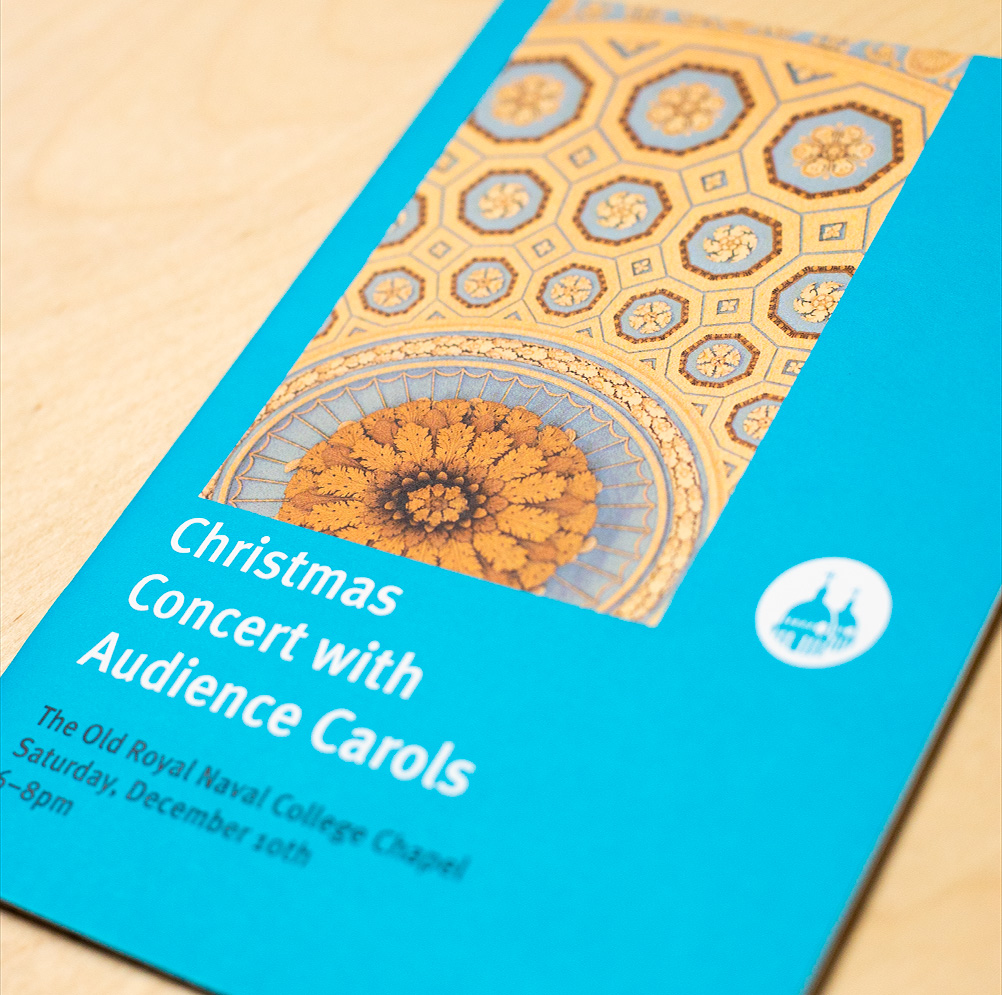 Christmas
Concert with
Audience Carols
The Old Royal Naval College Chapel
Saturday, December 10th
6–8pm